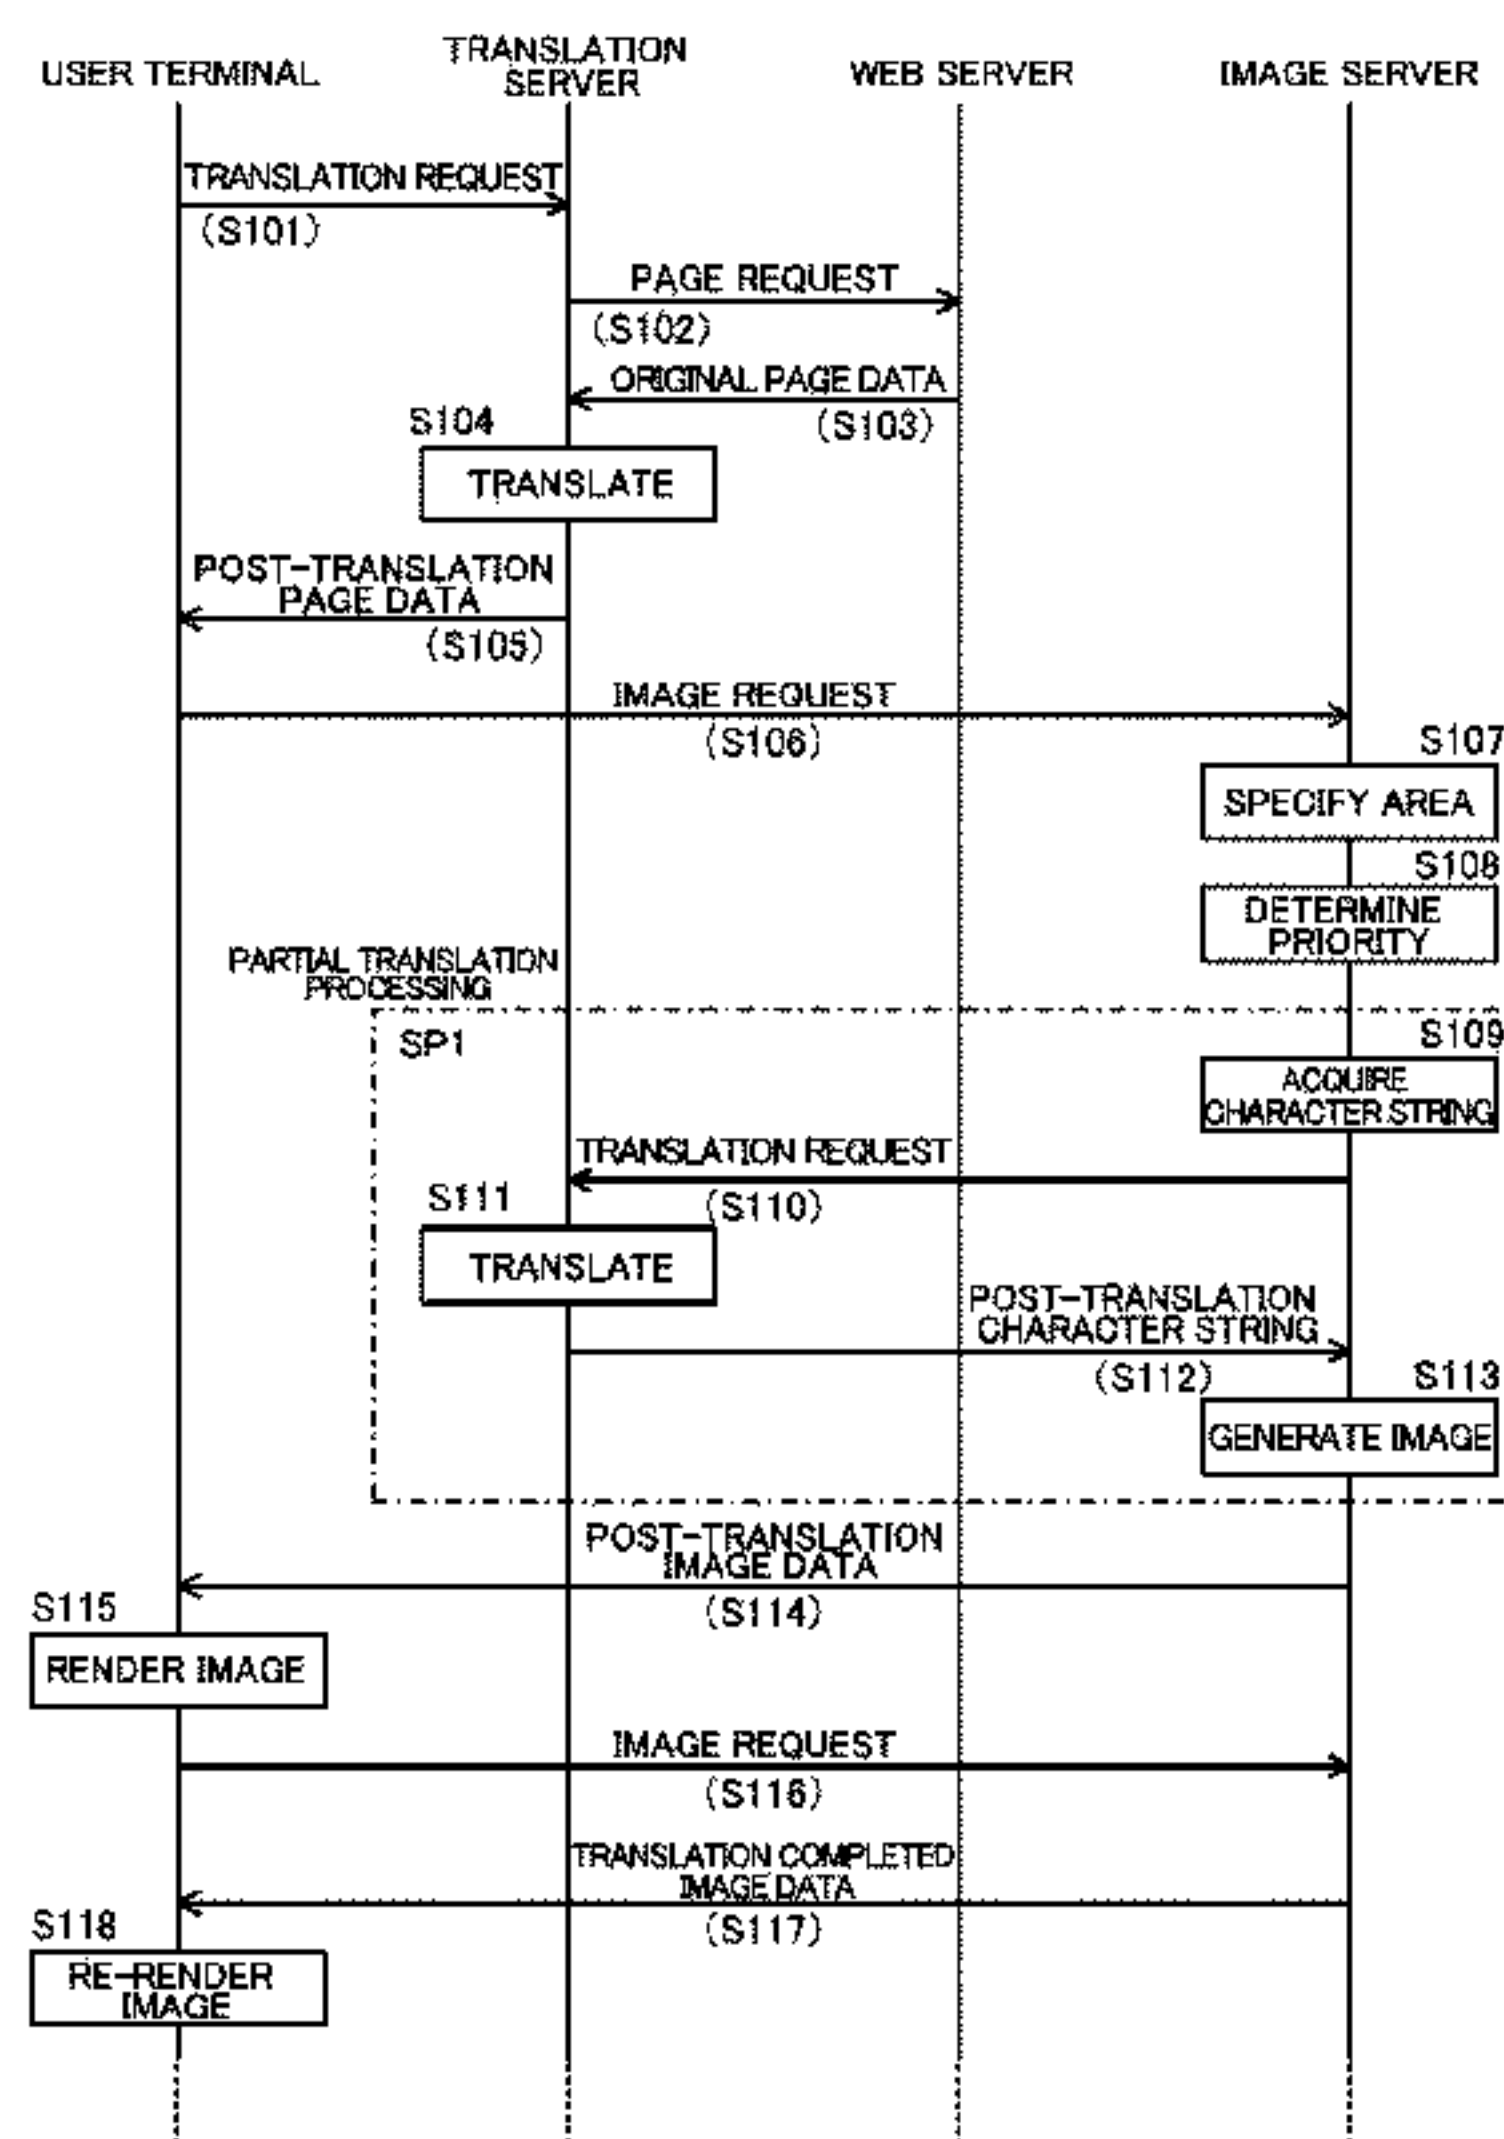 USER TERMINAL
TRANSLATION
SERVER
WEB SERVER
IMAGE SERVER
TRANSLATION REQUEST
(S101)
PAGE REQUEST
(S102)
ORIGINAL PAGE DATA
(S103)
S104
TRANSLATE
POST-TRANSLATION
PAGE DATA
(S105)
IMAGE REQUEST
(S106)
S107
SPECIFY AREA
S108
DETERMINE
PRIORITY
PARTIAL TRANSLATION
PROCESSING
SP1
S109
ACQUIRE
CHARACTER STRING
TRANSLATION REQUEST
(S110)
S111
TRANSLATE
POST-TRANSLATION
CHARACTER STRING
(S112)
S113
GENERATE IMAGE
POST-TRANSLATION
IMAGE DATA
(S114)
S115
RENDER IMAGE
IMAGE REQUEST
(S116)
TRANSLATION COMPLETED
IMAGE DATA
(S117)
S118
RE-RENDER
IMAGE